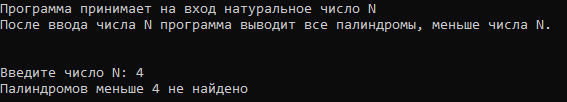 Программа принимает на вход натуральное число N
После ввода числа N программа выводит все палиндромы, меньше числа N.
Введите число N: 4
Палиндромов меньше 4 не найдено